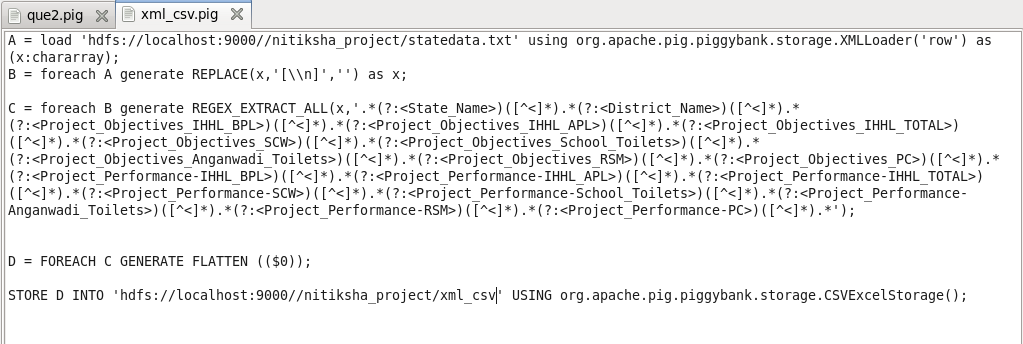 que2.pig
xml_csv.pig
A = load 'hdfs://localhost:9000//nitiksha_project/statedata.txt' using org.apache.pig.piggybank.storage.XMLLoader('row') as
(x:chararray);
B = foreach A generate REPLACE(x,'[\\n]','') as x;
C = foreach B generate REGEX_EXTRACT_ALL(x,'.*(?:<State_Name>)([^<]*).*(?:<District_Name>)([^<]*).*
(?:<Project_Objectives_IHHL_BPL>)([^<]*).*(?:<Project_Objectives_IHHL_APL>)([^<]*).*(?:<Project_Objectives_IHHL_TOTAL>)
([^<]*).*(?:<Project_Objectives_SCW>)([^<]*).*(?:<Project_Objectives_School_Toilets>)([^<]*).*
(?:<Project_Objectives_Anganwadi_Toilets>)([^<]*).*(?:<Project_Objectives_RSM>)([^<]*).*(?:<Project_Objectives_PC>)([^<]*).*
(?:<Project_Performance-IHHL_BPL>)([^<]*).*(?:<Project_Performance-IHHL_APL>)([^<]*).*(?:<Project_Performance-IHHL_TOTAL>)
([^<]*).*(?:<Project_Performance-SCW>)([^<]*).*(?:<Project_Performance-School_Toilets>)([^<]*).*(?:<Project_Performance-
Anganwadi_Toilets>)([^<]*).*(?:<Project_Performance-RSM>)([^<]*).*(?:<Project_Performance-PC>)([^<]*).*');
D = FOREACH C GENERATE FLATTEN (($0));
STORE D INTO 'hdfs://localhost:9000//nitiksha_project/xml_csv' USING org.apache.pig.piggybank.storage.CSVExcelStorage();